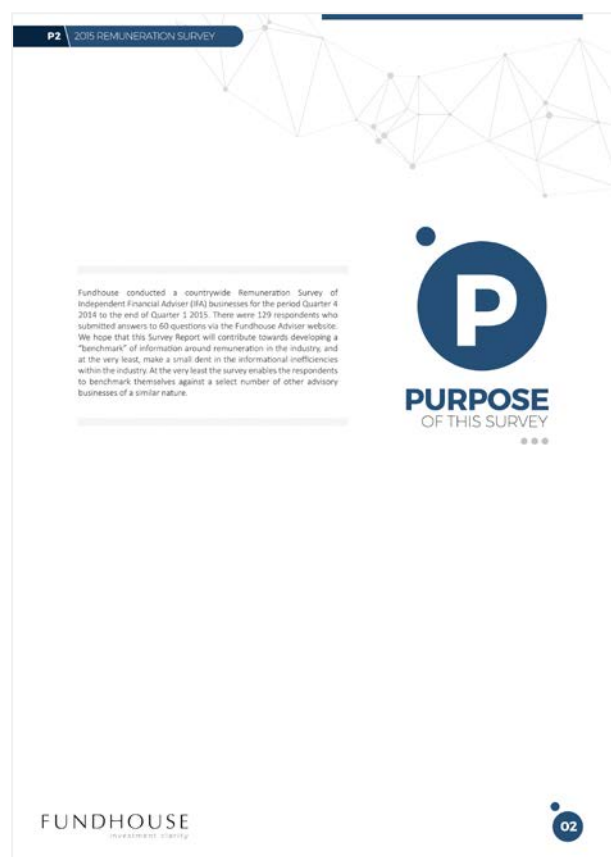 P2 2015 REMUNERATION SURVEY
Fundhouse conducted a countrywide Remuneration Survey of
Independent Financial Adviser (IFA) businesses for the period Quarter 4
2014 to the end of Quarter 1 2015. There were 129 respondents who
submitted answers to 60 questions via the Fundhouse Adviser website.
We hope that this Survey Report will contribute towards developing a
"benchmark" of information around remuneration in the industry, and
at the very least, make a small dent in the informational inefficiencies
within the industry. At the very least the survey enables the respondents
to benchmark themselves against a select number of other advisory
businesses of a similar nature.
P
PURPOSE
OF THIS SURVEY
FUNDHOUSE
investment clarity
02